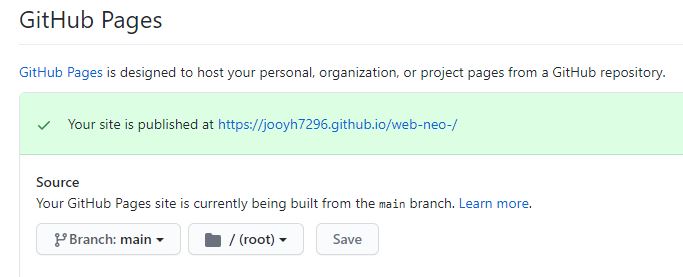 GitHub Pages
GitHub Pages is designed to host your personal, organization, or project pages from a GitHub repository.
Your site is published at https://jooyh7296.github.io/web-neo-/
Source
Your GitHub Pages site is currently being built from the main branch. Learn more.
Branch: main / (root) Save